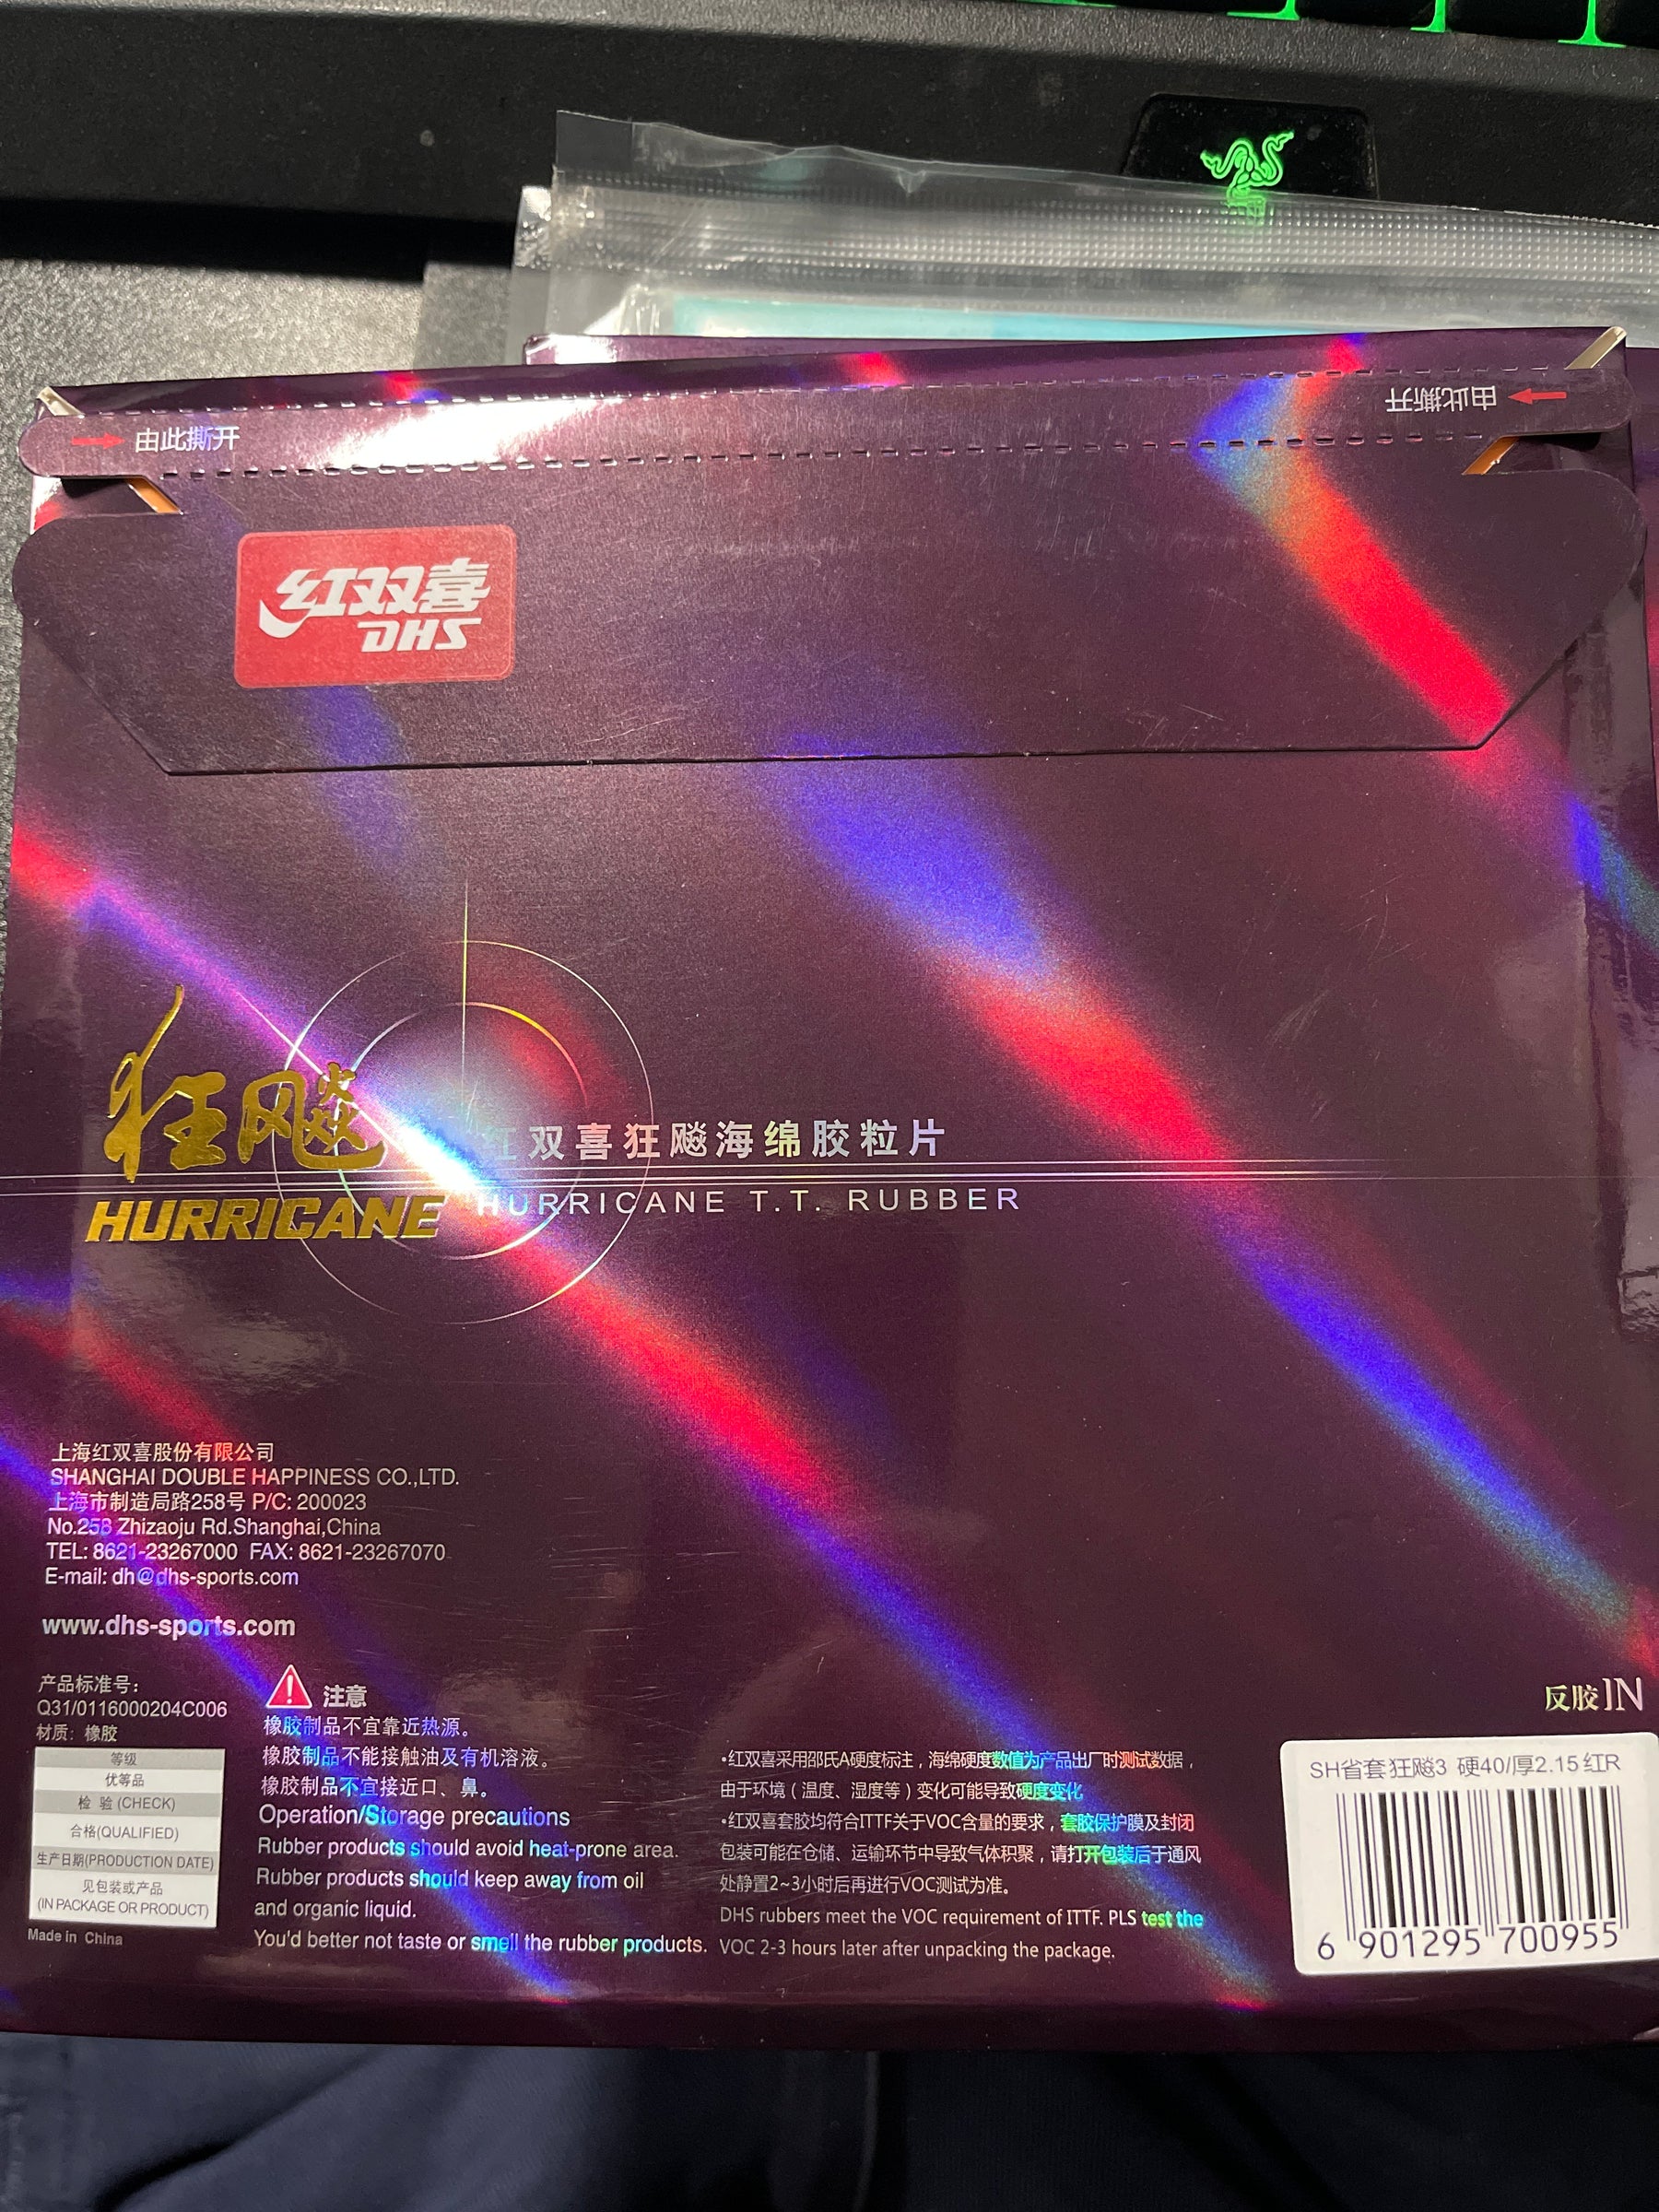 由此撕开
由此撕开
红双喜
DHS
狂飚
HURRICANE
红双喜狂飚海绵胶粒片
HURRICANE T.T. RUBBER
上海红双喜股份有限公司
SHANGHAI DOUBLE HAPPINESS CO.,LTD.
上海市制造局路258号 P/C: 200023
No.258 Zhizaoju Rd.Shanghai,China
TEL: 8621-23267000 FAX: 8621-23267070
E-mail: dh@dhs-sports.com
www.dhs-sports.com
产品标准号：
Q31/0116000204C006
材质：橡胶
等级
优等品
检 验 (CHECK)
合格(QUALIFIED)
生产日期(PRODUCTION DATE)
见包装或产品
(IN PACKAGE OR PRODUCT)
Made in China
注意
橡胶制品不宜靠近热源。
橡胶制品不能接触油及有机溶液。
橡胶制品不宜接近口、鼻。
Operation/Storage precautions
Rubber products should avoid heat-prone area.
Rubber products should keep away from oil
and organic liquid.
You'd better not taste or smell the rubber products.
•红双喜采用邵氏A硬度标注，海绵硬度数值为产品出厂时测试数据，
由于环境（温度、湿度等）变化可能导致硬度变化
•红双喜套胶均符合ITTF关于VOC含量的要求，套胶保护膜及封闭
包装可能在仓储、运输环节中导致气体积聚，请打开包装后于通风
处静置2~3小时后再进行VOC测试为准。
DHS rubbers meet the VOC requirement of ITTF. PLS test the
VOC 2-3 hours later after unpacking the package.
反胶IN
SH省套狂飚3 硬40/厚2.15红R
6 901295 700955